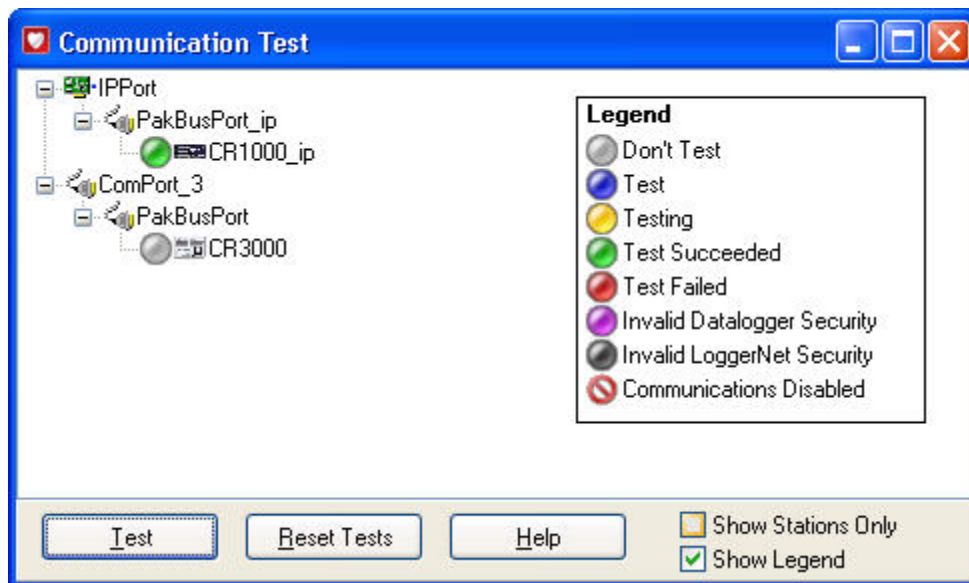 Communication Test
IPPort
PakBusPort_ip
CR1000_ip
ComPort_3
PakBusPort
CR3000
Legend
Don't Test
Test
Testing
Test Succeeded
Test Failed
Invalid Datalogger Security
Invalid LoggerNet Security
Communications Disabled
Test
Reset Tests
Help
Show Stations Only
Show Legend